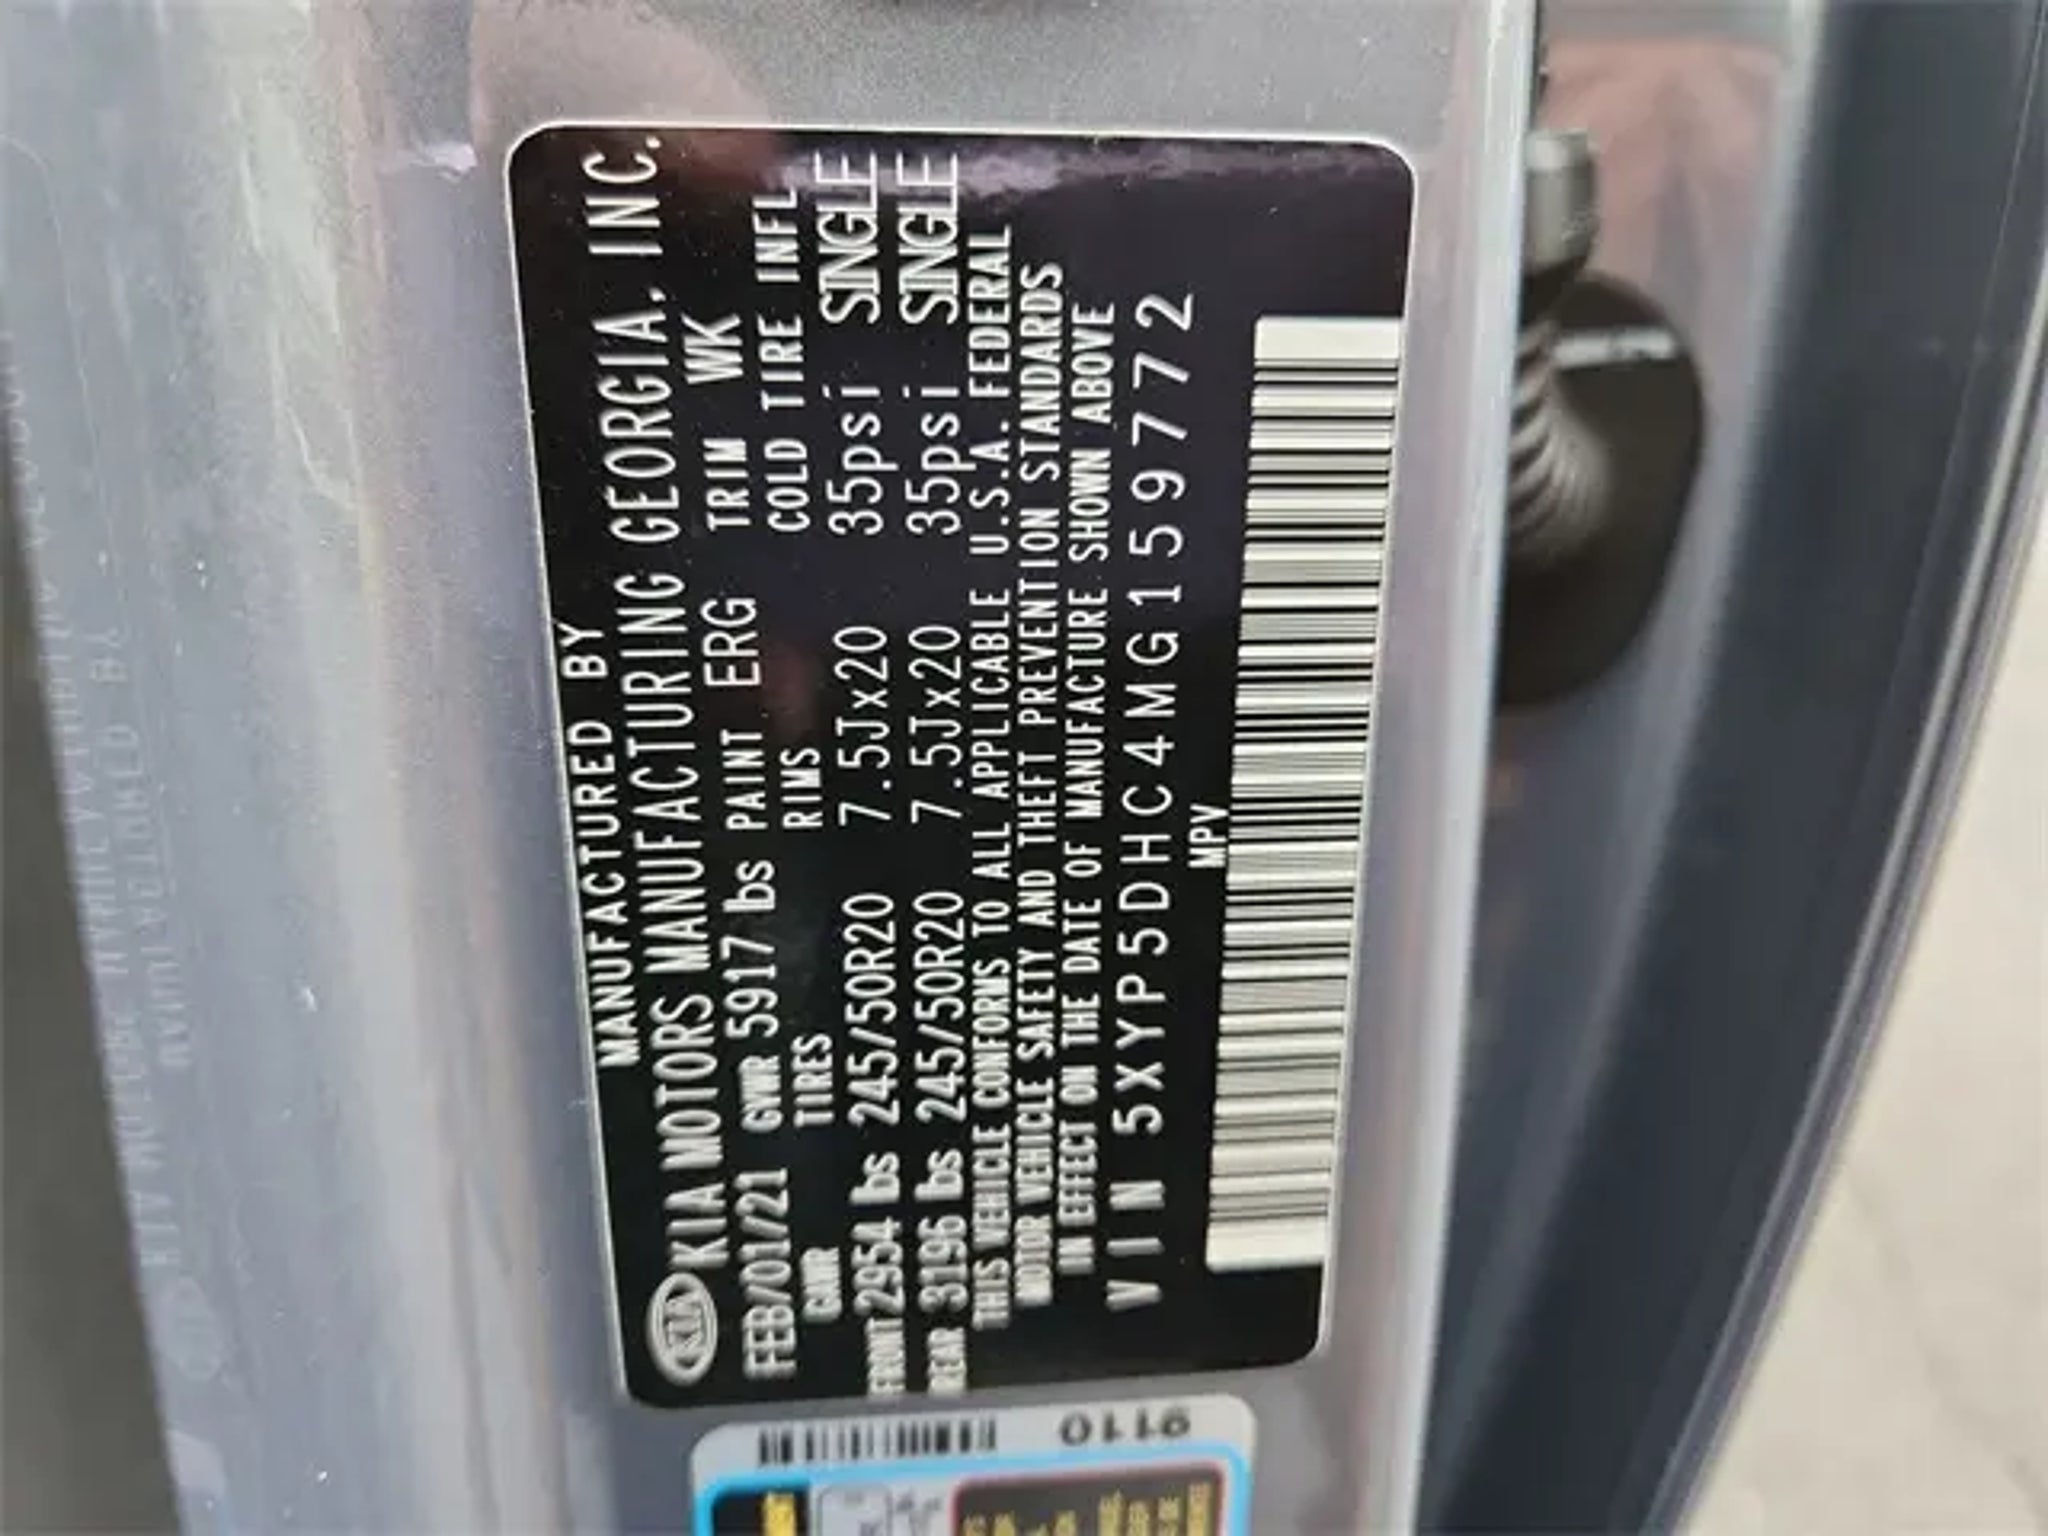 MANUFACTURED BY
KIA KIA MOTORS MANUFACTURING GEORGIA, INC.
FEB/01/21 GVWR 5917 lbs PAINT ERG TRIM WK
GAWR TIRES RIMS COLD TIRE INFL
FRONT 2954 lbs 245/50R20 7.5Jx20 35psi SINGLE
REAR 3196 lbs 245/50R20 7.5Jx20 35psi SINGLE
THIS VEHICLE CONFORMS TO ALL APPLICABLE U.S.A. FEDERAL
MOTOR VEHICLE SAFETY AND THEFT PREVENTION STANDARDS
IN EFFECT ON THE DATE OF MANUFACTURE SHOWN ABOVE
VIN 5XYP5DHC4MG159772
MPV
9110